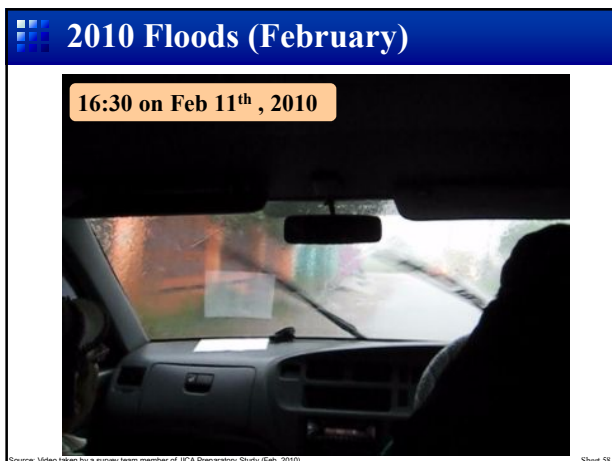 2010 Floods (February)
16:30 on Feb 11th , 2010
Source: Video taken by a survey team member of JICA Preparatory Study (Feb. 2010)
Sheet 58